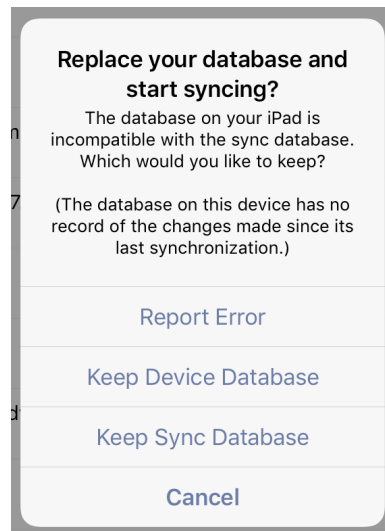 Replace your database and
start syncing?
The database on your iPad is
incompatible with the sync database.
Which would you like to keep?
(The database on this device has no
record of the changes made since its
last synchronization.)
Report Error
Keep Device Database
Keep Sync Database
Cancel